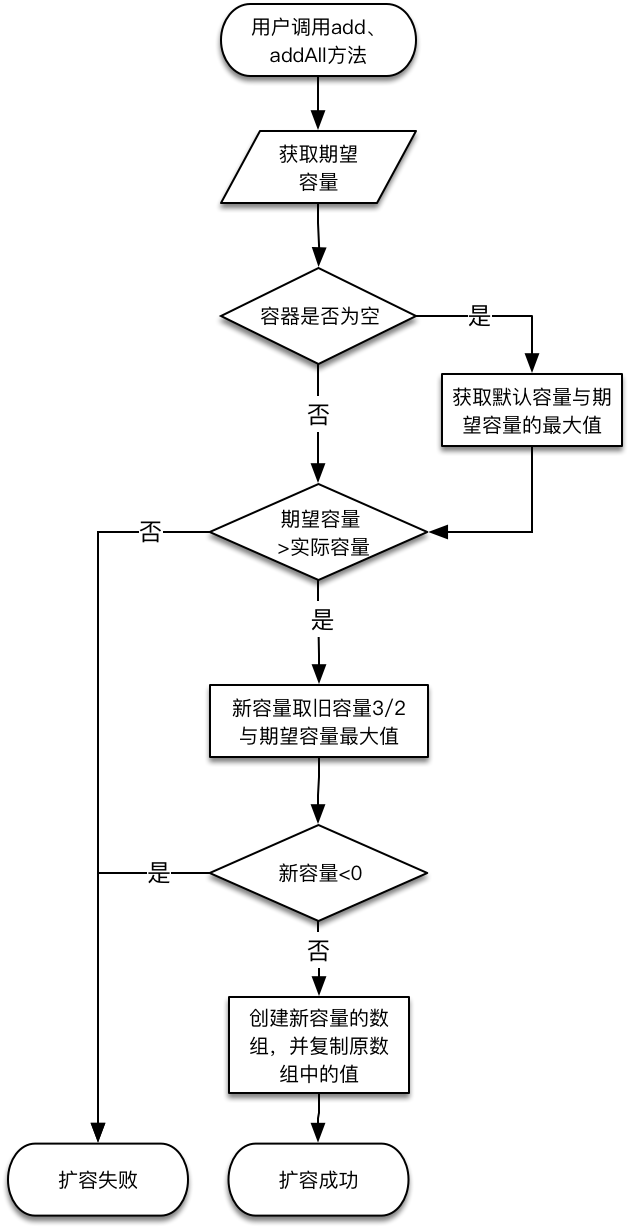 用户调用add、
addAll方法
获取期望
容量
容器是否为空
是
获取默认容量与期
望容量的最大值
否
期望容量
>实际容量
否
是
新容量取旧容量3/2
与期望容量最大值
新容量<0
是
否
创建新容量的数
组，并复制原数
组中的值
扩容失败
扩容成功